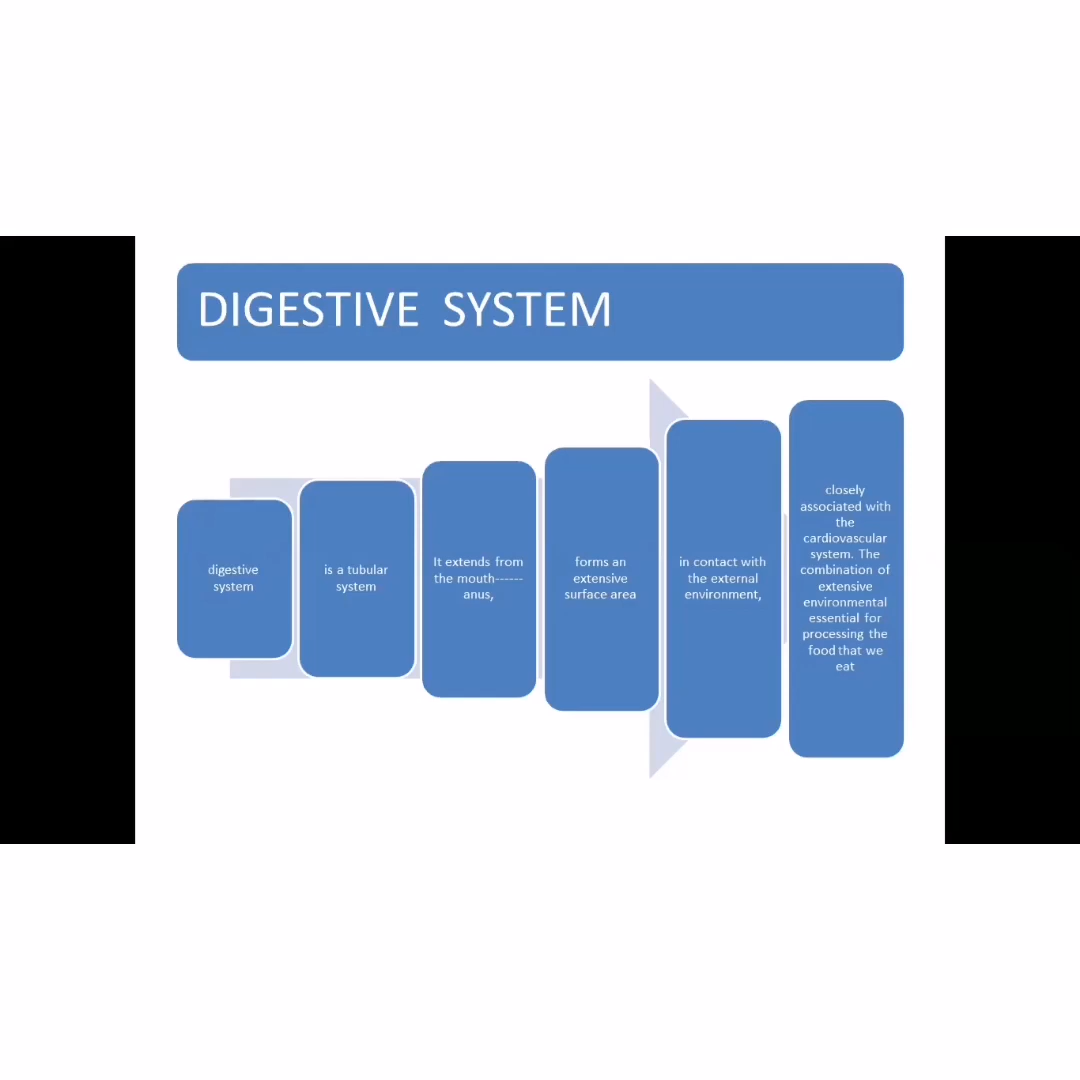 DIGESTIVE SYSTEM
digestive
system
is a tubular
system
It extends from
the mouth------
anus,
forms an
extensive
surface area
in contact with
the external
environment,
closely
associated with
the
cardiovascular
system. The
combination of
extensive
environmental
essential for
processing the
food that we
eat